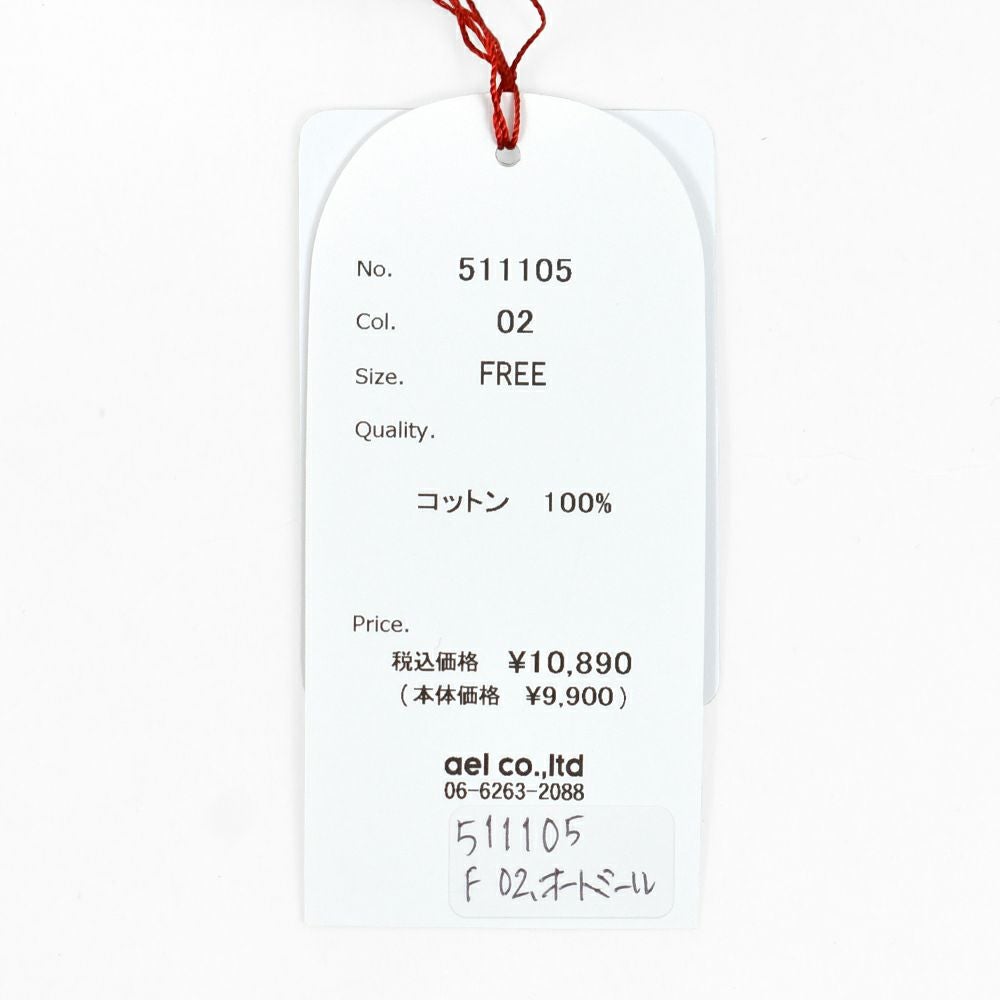 No. 511105
Col. 02
Size. FREE
Quality.
コットン 100%
Price.
税込価格 ¥10,890
(本体価格 ¥9,900)
ael co.,ltd
06-6263-2088
511105
F 02、オートミール